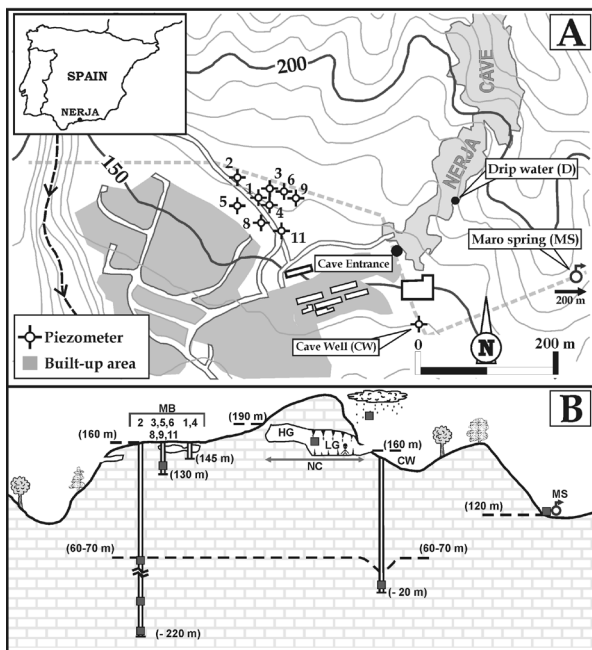 A
SPAIN
NERJA
200
CAVE
NERJA
150
2
3
6
1
9
5
4
8
11
Drip water (D)
Maro spring (MS)
200 m
Cave Entrance
Piezometer
Built-up area
Cave Well (CW)
0
200 m
N
B
MB
2 3,5,6 1,4
8,9,11
(190 m)
(160 m)
HG
LG
(160 m)
(145 m)
NC
CW
(130 m)
MS
(120 m)
(60-70 m)
(60-70 m)
(- 20 m)
(- 220 m)